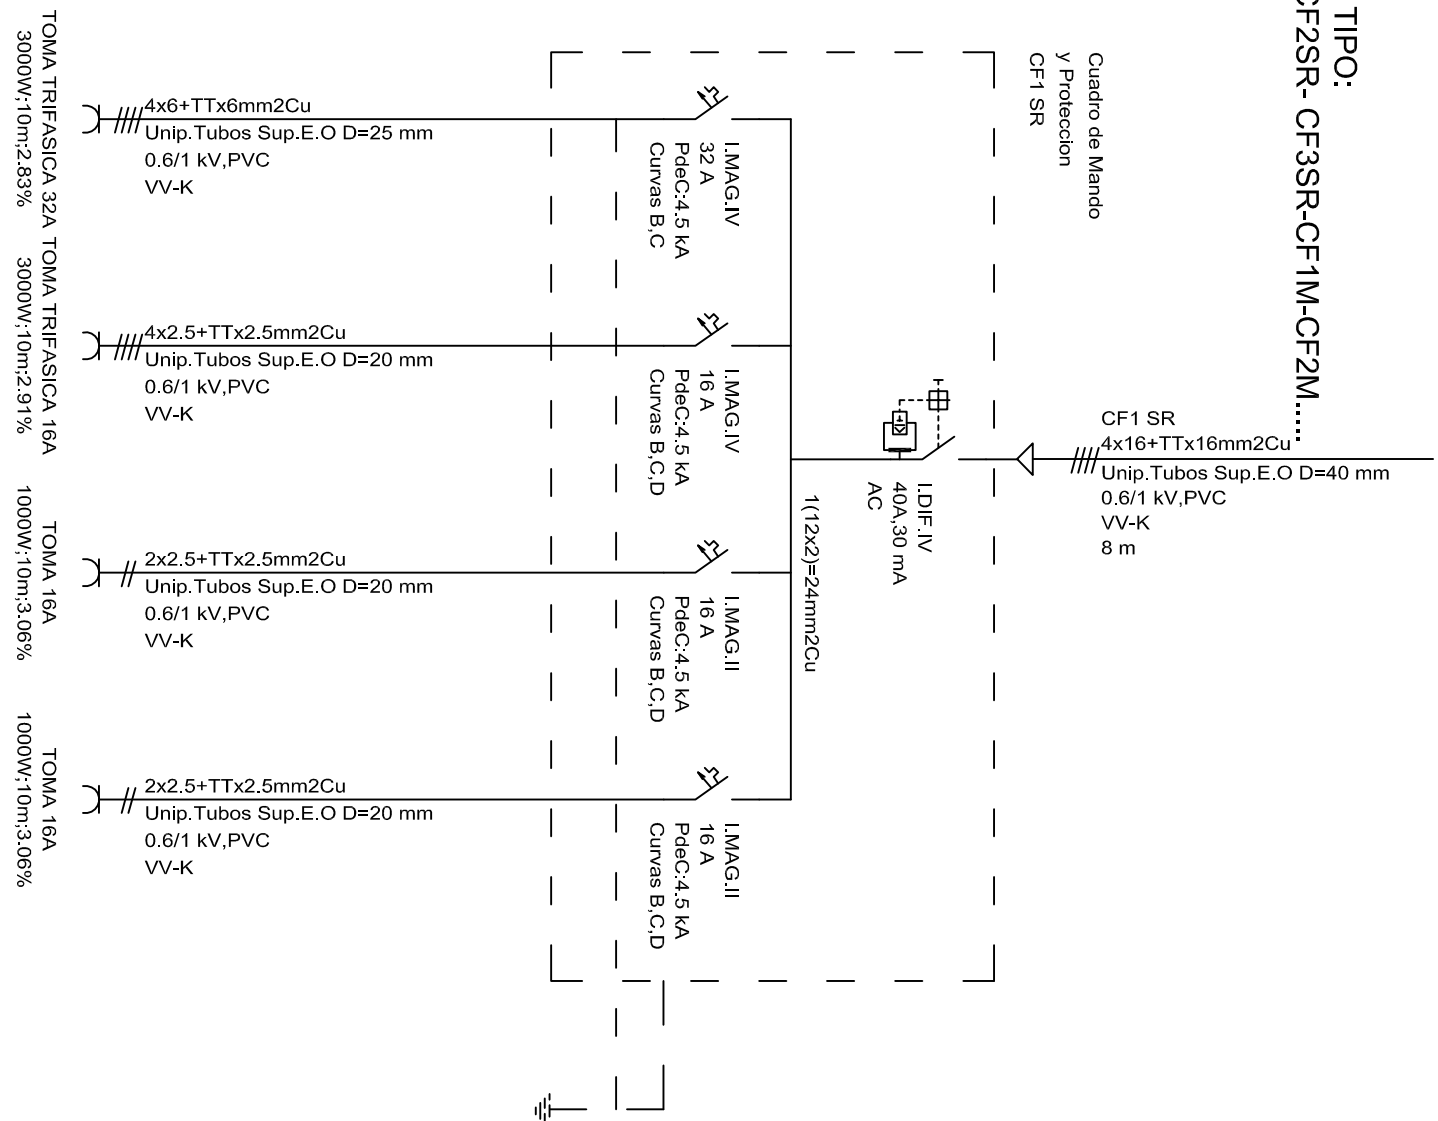 TIPO:
CF2SR- CF3SR-CF1M-CF2M......
Cuadro de Mando
y Proteccion
CF1 SR
CF1 SR
4x16+TTx16mm2Cu
Unip.Tubos Sup.E.O D=40 mm
0.6/1 kV,PVC
VV-K
8 m
I.DIF.IV
40A,30 mA
AC
1(12x2)=24mm2Cu
I.MAG.IV
32 A
PdeC:4.5 kA
Curvas B,C
4x6+TTx6mm2Cu
Unip.Tubos Sup.E.O D=25 mm
0.6/1 kV,PVC
VV-K
TOMA TRIFASICA 32A
3000W;10m;2.83%
I.MAG.IV
16 A
PdeC:4.5 kA
Curvas B,C,D
4x2.5+TTx2.5mm2Cu
Unip.Tubos Sup.E.O D=20 mm
0.6/1 kV,PVC
VV-K
TOMA TRIFASICA 16A
3000W;10m;2.91%
I.MAG.II
16 A
PdeC:4.5 kA
Curvas B,C,D
2x2.5+TTx2.5mm2Cu
Unip.Tubos Sup.E.O D=20 mm
0.6/1 kV,PVC
VV-K
TOMA 16A
1000W;10m;3.06%
I.MAG.II
16 A
PdeC:4.5 kA
Curvas B,C,D
2x2.5+TTx2.5mm2Cu
Unip.Tubos Sup.E.O D=20 mm
0.6/1 kV,PVC
VV-K
TOMA 16A
1000W;10m;3.06%